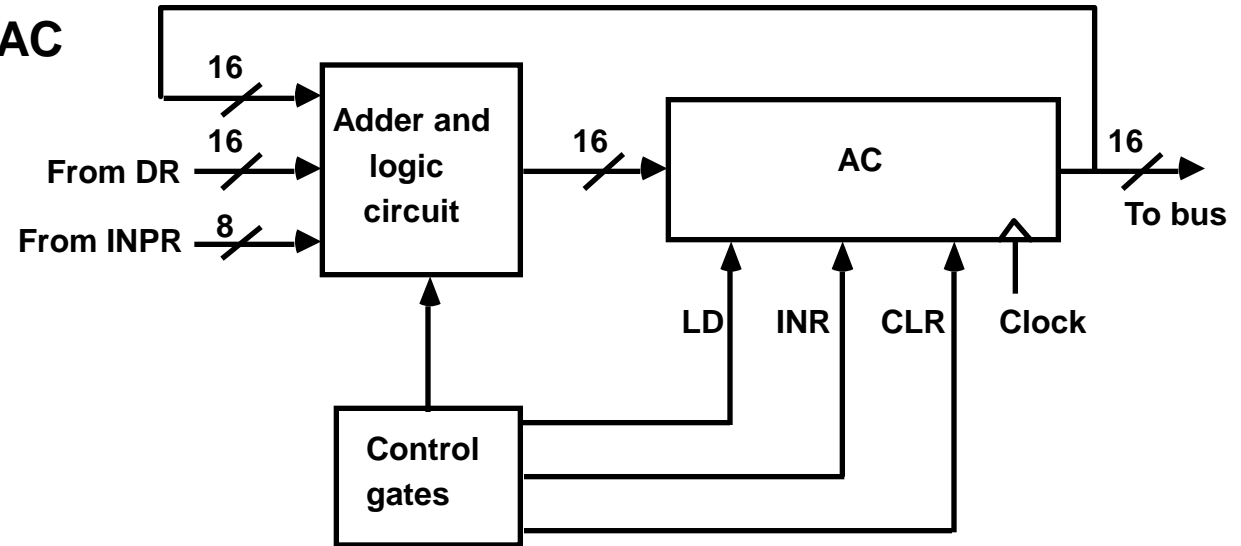 AC
16
16
From DR
8
From INPR
Adder and
logic
circuit
16
AC
16
To bus
LD
INR
CLR
Clock
Control
gates